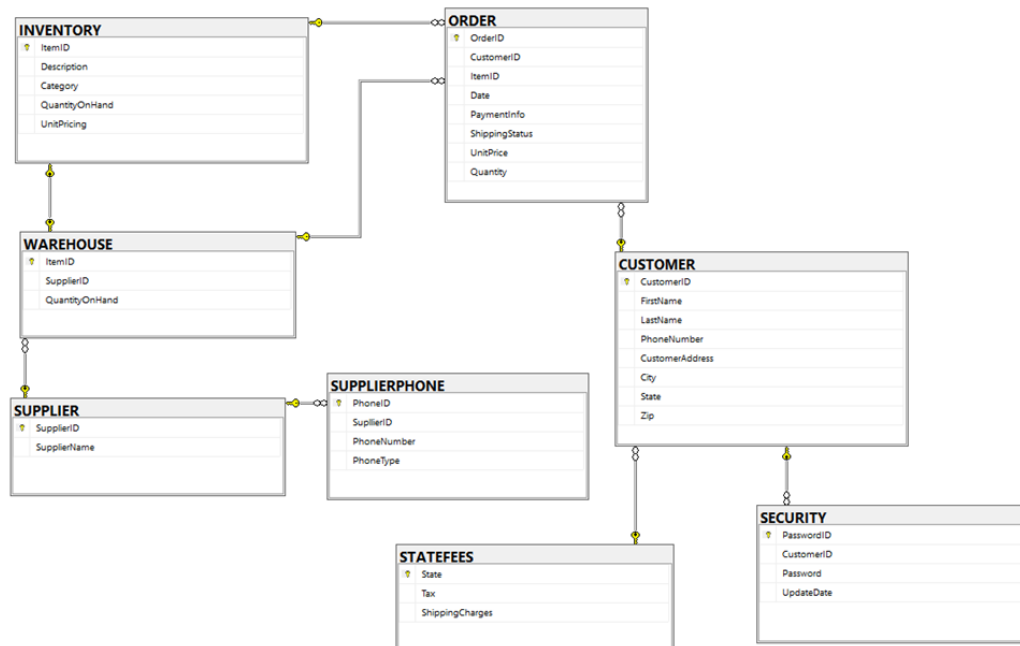 INVENTORY
ItemID
Description
Category
QuantityOnHand
UnitPricing
ORDER
OrderID
CustomerID
ItemID
Date
PaymentInfo
ShippingStatus
UnitPrice
Quantity
WAREHOUSE
ItemID
SupplierID
QuantityOnHand
CUSTOMER
CustomerID
FirstName
LastName
PhoneNumber
CustomerAddress
City
State
Zip
SUPPLIER
SupplierID
SupplierName
SUPPLIERPHONE
PhoneID
SupllierID
PhoneNumber
PhoneType
STATEFEES
State
Tax
ShippingCharges
SECURITY
PasswordID
CustomerID
Password
UpdateDate